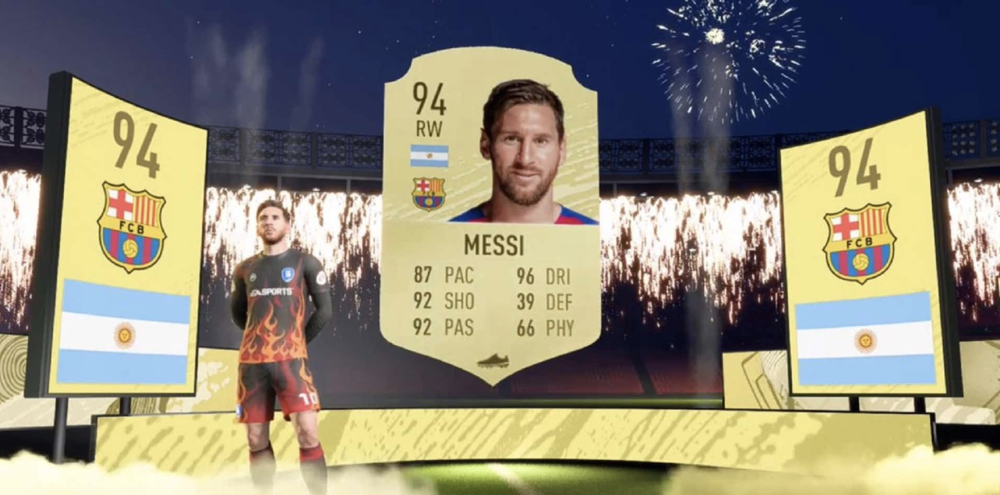 94
FCB
94
RW
FCB
MESSI
87 PAC 96 DRI
92 SHO 39 DEF
92 PAS 66 PHY
EA SPORTS
10
94
FCB